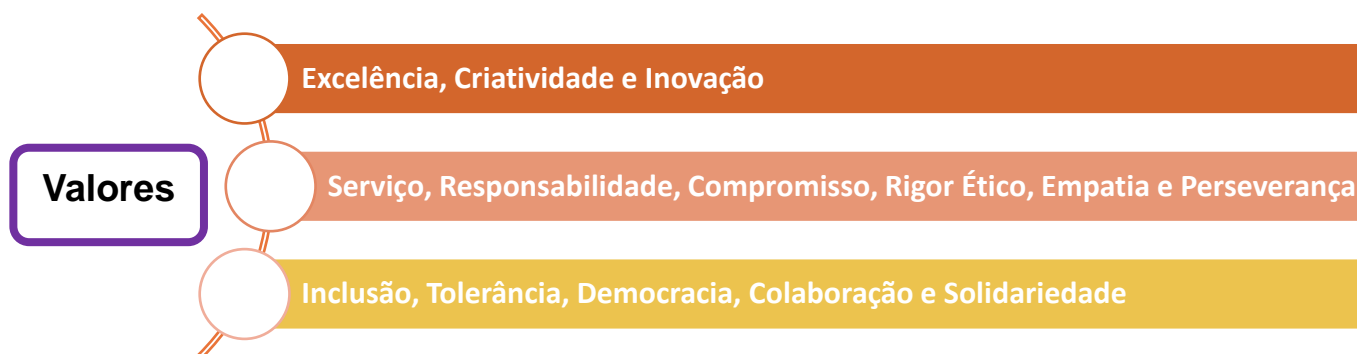 Excelência, Criatividade e Inovação
Valores
Serviço, Responsabilidade, Compromisso, Rigor Ético, Empatia e Perseverança
Inclusão, Tolerância, Democracia, Colaboração e Solidariedade